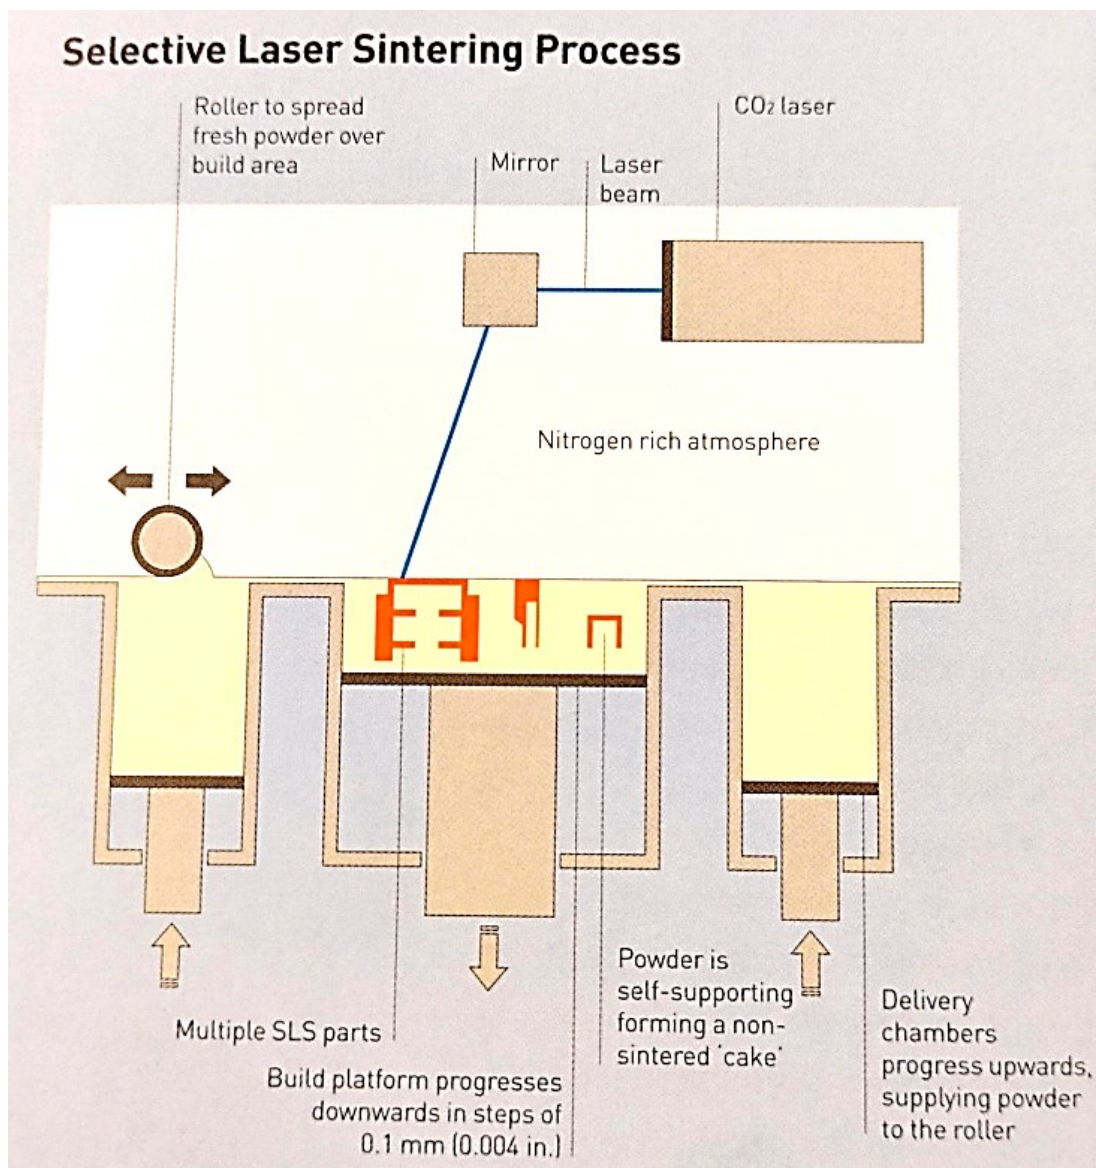 Selective Laser Sintering Process
Roller to spread
fresh powder over
build area
Mirror
Laser
beam
CO₂ laser
Nitrogen rich atmosphere
Multiple SLS parts
Build platform progresses
downwards in steps of
0.1 mm (0.004 in.)
Powder is
self-supporting
forming a non-
sintered 'cake'
Delivery
chambers
progress upwards,
supplying powder
to the roller